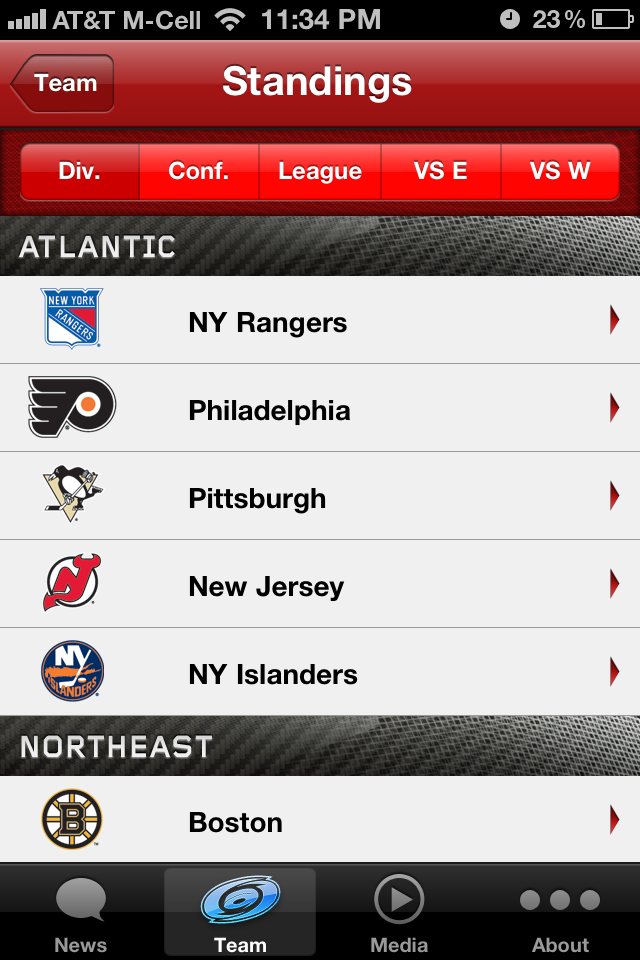 AT&T M-Cell 11:34 PM 23%
Team Standings
Div. Conf. League VS E VS W
ATLANTIC
NEW YORK
RANGERS
NY Rangers
Philadelphia
Pittsburgh
New Jersey
NY
ISLANDERS
NY Islanders
NORTHEAST
B
Boston
News Team Media About